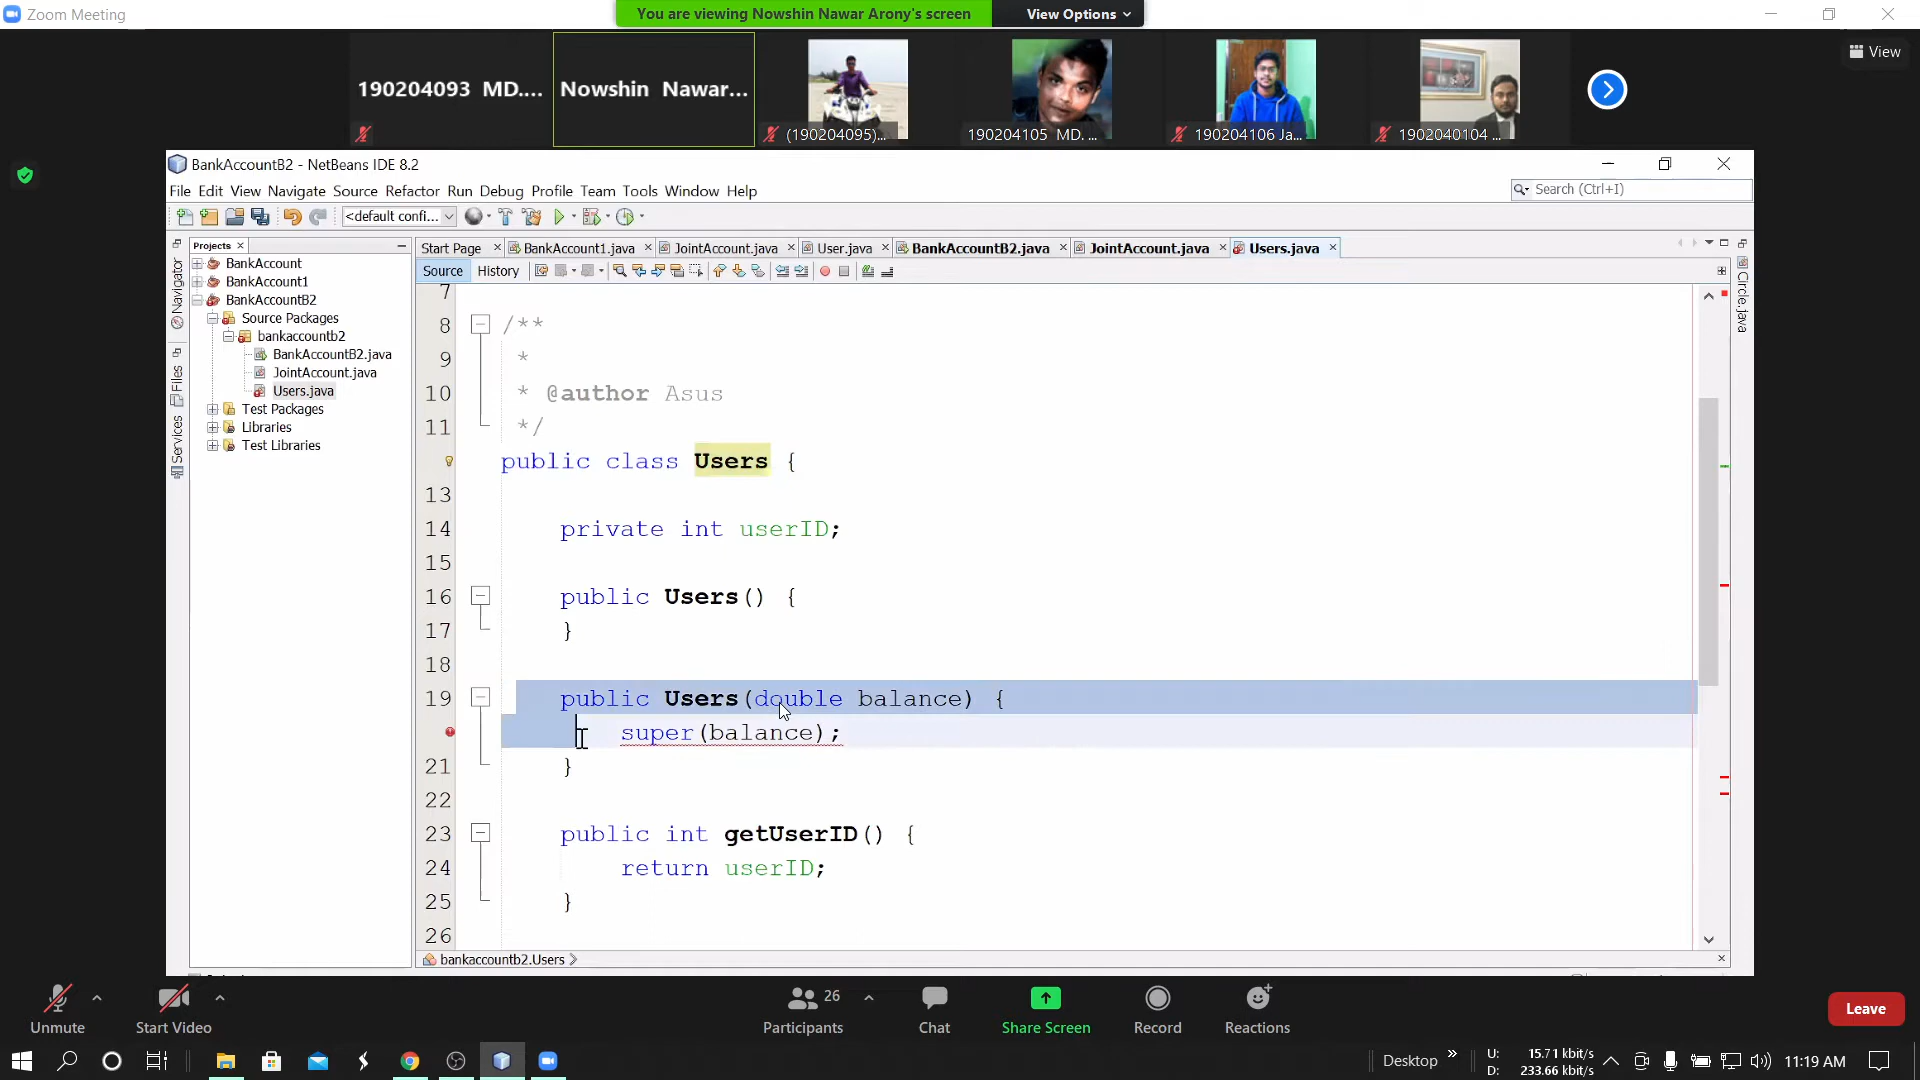 Zoom Meeting
You are viewing Nowshin Nawar Arony's screen
View Options
View
190204093 MD....
Nowshin Nawar...
(190204095)...
190204105 MD. ...
190204106 Ja...
1902040104 ...
BankAccountB2 - NetBeans IDE 8.2
File Edit View Navigate Source Refactor Run Debug Profile Team Tools Window Help
Search (Ctrl+I)
<default confi...
Projects
Start Page
BankAccount1.java
JointAccount.java
User.java
BankAccountB2.java
JointAccount.java
Users.java
Navigator
Files
Services
BankAccount
BankAccount1
BankAccountB2
Source Packages
bankaccountb2
BankAccountB2.java
JointAccount.java
Users.java
Test Packages
Libraries
Test Libraries
Source History
Circle.java
7
8 /**
9 *
10 * @author Asus
11 */
public class Users {
13
14 private int userID;
15
16 public Users() {
17 }
18
19 public Users(double balance) {
super(balance);
21 }
22
23 public int getUserID() {
24 return userID;
25 }
26
bankaccountb2.Users
Unmute
Start Video
26
Participants
Chat
Share Screen
Record
Reactions
Leave
Desktop
U: 15.71 kbit/s
D: 233.66 kbit/s
11:19 AM